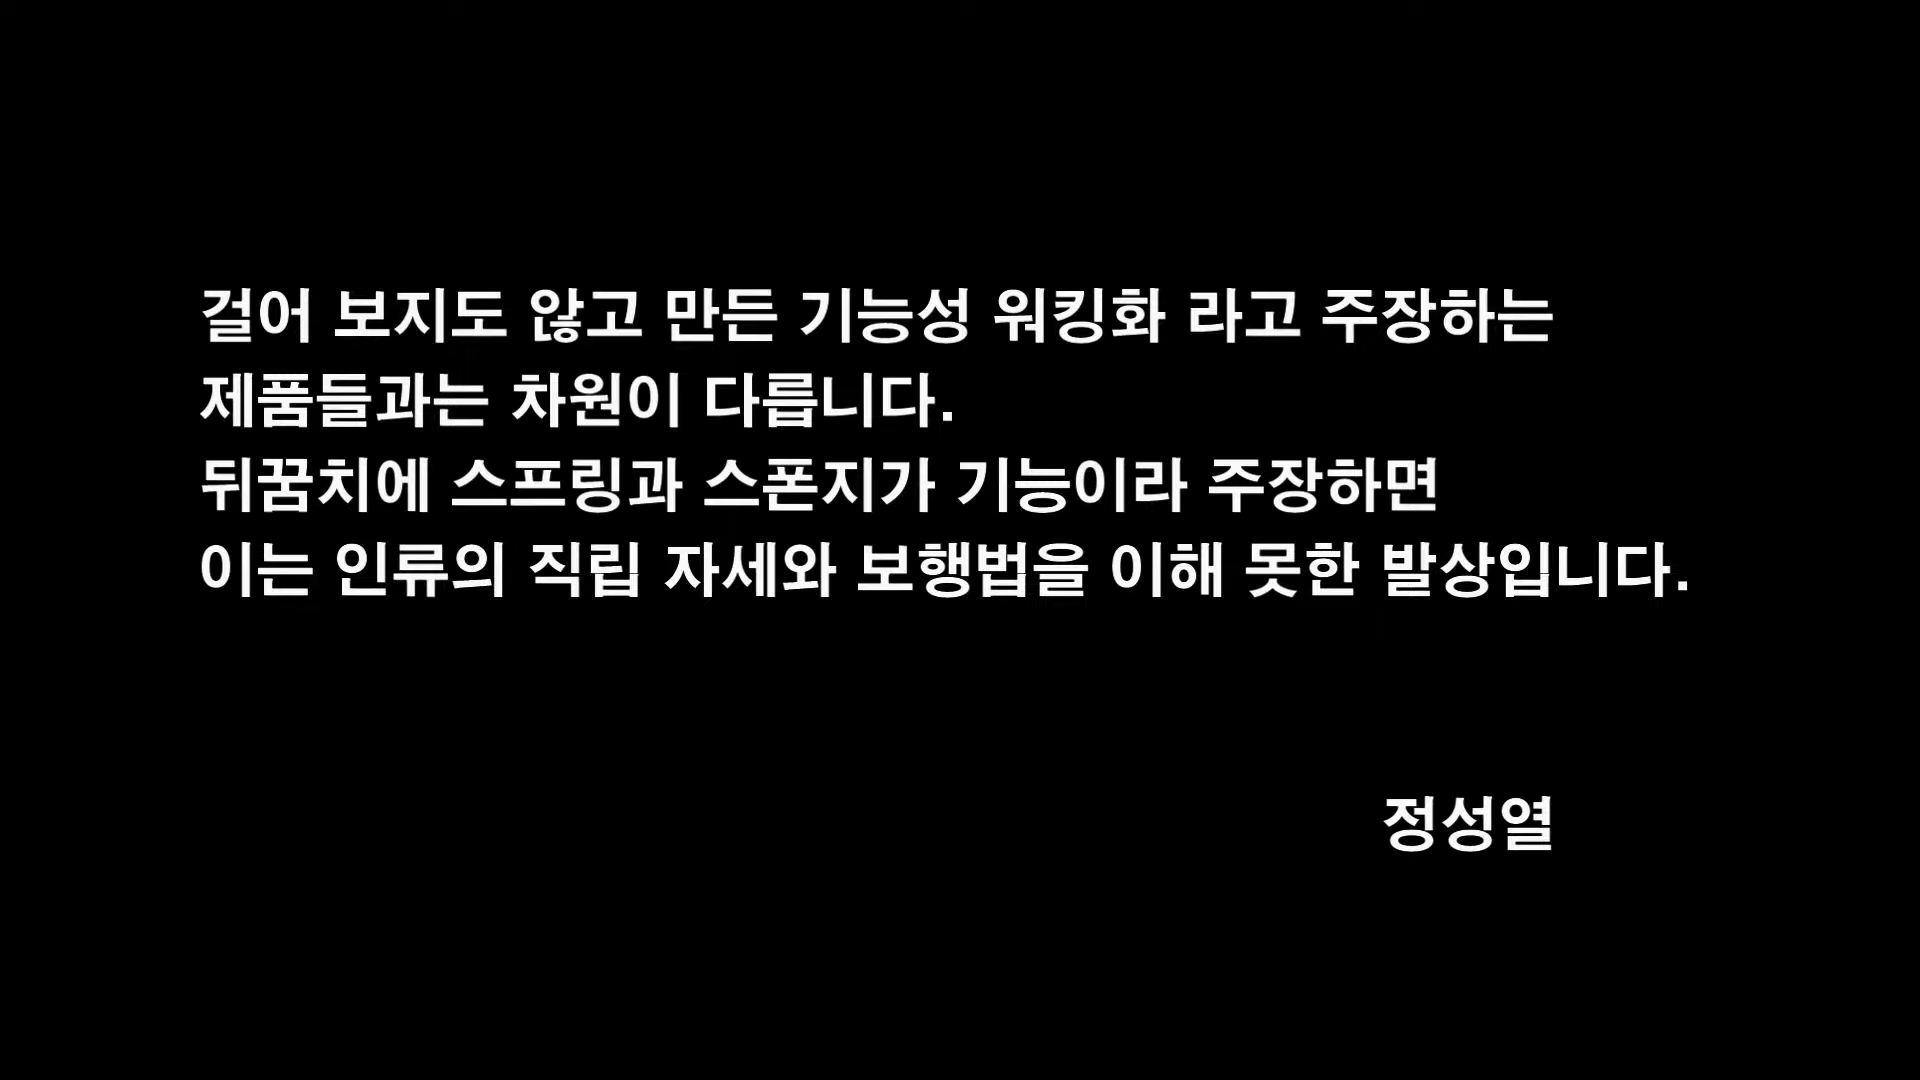 걸어 보지도 않고 만든 기능성 워킹화 라고 주장하는
제품들과는 차원이 다릅니다.
뒤꿈치에 스프링과 스폰지가 기능이라 주장하면
이는 인류의 직립 자세와 보행법을 이해 못한 발상입니다.
정성열